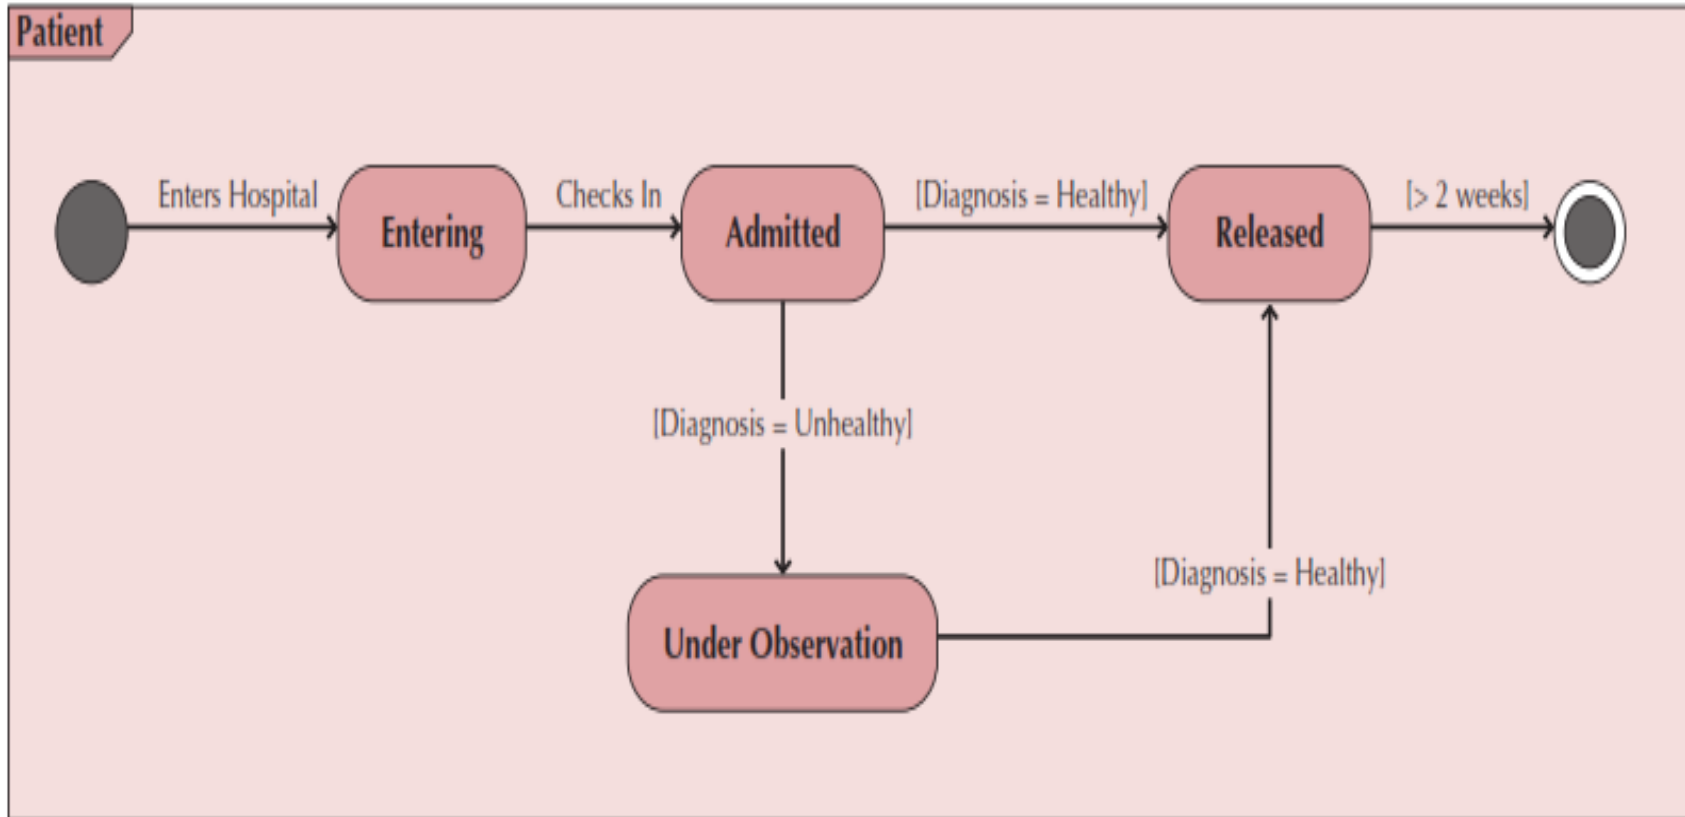 Patient
Enters Hospital
Entering
Checks In
Admitted
[Diagnosis = Healthy]
Released
[> 2 weeks]
[Diagnosis = Unhealthy]
[Diagnosis = Healthy]
Under Observation